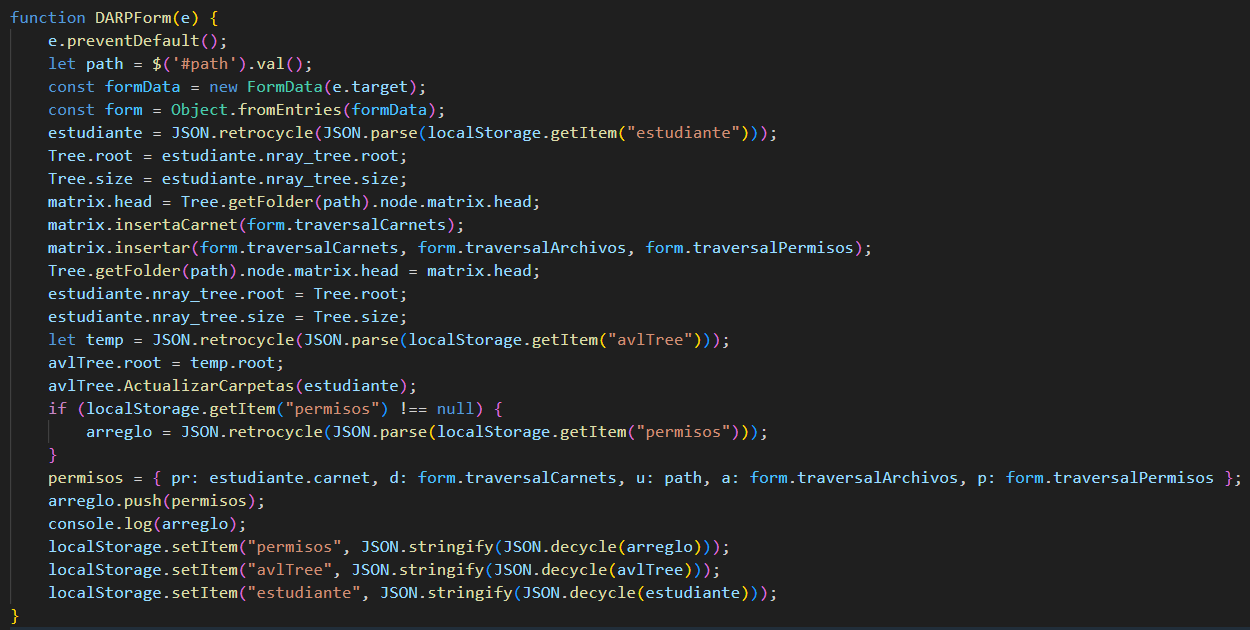 function DARPForm(e) {
    e.preventDefault();
    let path = $('#path').val();
    const formData = new FormData(e.target);
    const form = Object.fromEntries(formData);
    estudiante = JSON.retrocycle(JSON.parse(localStorage.getItem("estudiante")));
    Tree.root = estudiante.nray_tree.root;
    Tree.size = estudiante.nray_tree.size;
    matrix.head = Tree.getFolder(path).node.matrix.head;
    matrix.insertaCarnet(form.traversalCarnets);
    matrix.insertar(form.traversalCarnets, form.traversalArchivos, form.traversalPermisos);
    Tree.getFolder(path).node.matrix.head = matrix.head;
    estudiante.nray_tree.root = Tree.root;
    estudiante.nray_tree.size = Tree.size;
    let temp = JSON.retrocycle(JSON.parse(localStorage.getItem("avlTree")));
    avlTree.root = temp.root;
    avlTree.ActualizarCarpetas(estudiante);
    if (localStorage.getItem("permisos") !== null) {
        arreglo = JSON.retrocycle(JSON.parse(localStorage.getItem("permisos")));
    }
    permisos = { pr: estudiante.carnet, d: form.traversalCarnets, u: path, a: form.traversalArchivos, p: form.traversalPermisos };
    arreglo.push(permisos);
    console.log(arreglo);
    localStorage.setItem("permisos", JSON.stringify(JSON.decycle(arreglo)));
    localStorage.setItem("avlTree", JSON.stringify(JSON.decycle(avlTree)));
    localStorage.setItem("estudiante", JSON.stringify(JSON.decycle(estudiante)));
}